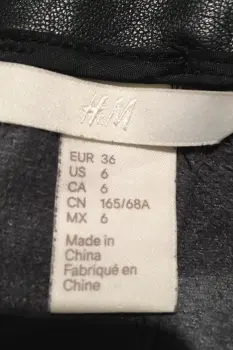 H&M
EUR 36
US 6
CA 6
CN 165/68A
MX 6
Made in
China
Fabriqué en
Chine